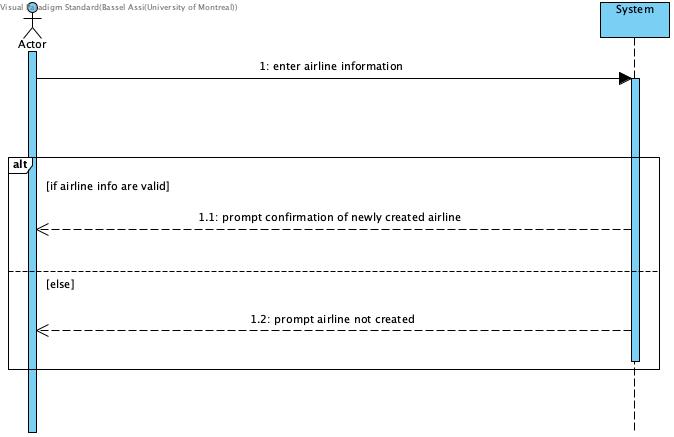 Visual Paradigm Standard(Bassel Assi(University of Montreal))
System
Actor
1: enter airline information
alt
[if airline info are valid]
1.1: prompt confirmation of newly created airline
[else]
1.2: prompt airline not created